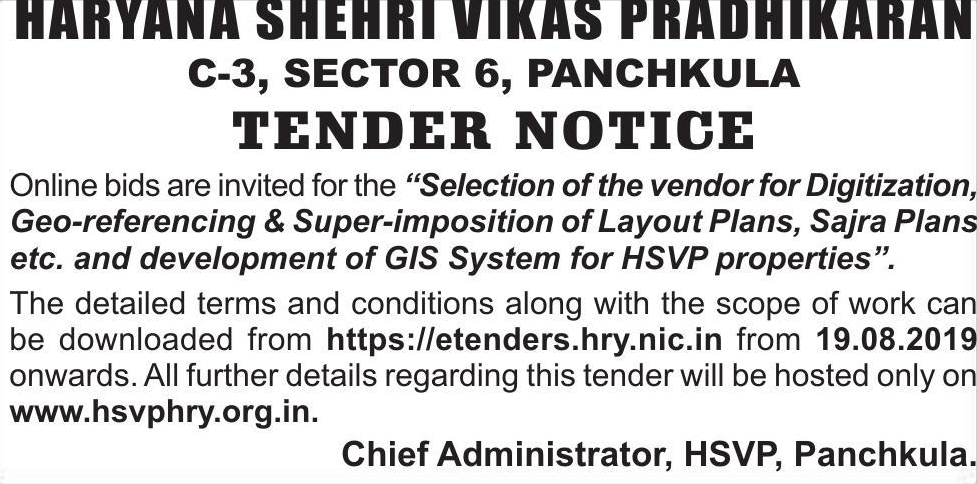 HARYANA SHEHRI VIKAS PRADHIKARAN
C-3, SECTOR 6, PANCHKULA
TENDER NOTICE
Online bids are invited for the “Selection of the vendor for Digitization,
Geo-referencing & Super-imposition of Layout Plans, Sajra Plans
etc. and development of GIS System for HSVP properties”.
The detailed terms and conditions along with the scope of work can
be downloaded from https://etenders.hry.nic.in from 19.08.2019
onwards. All further details regarding this tender will be hosted only on
www.hsvphry.org.in.
Chief Administrator, HSVP, Panchkula.